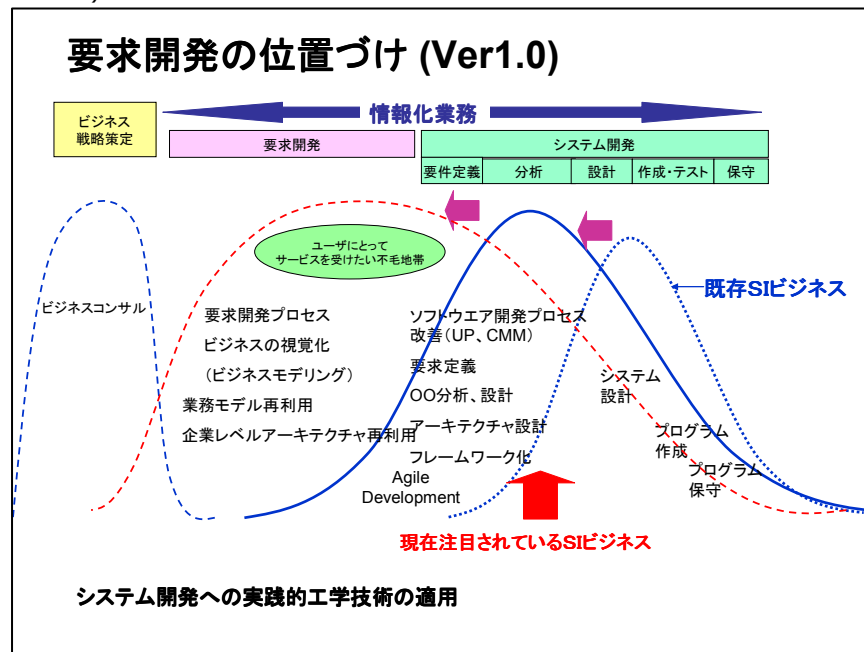 要求開発の位置づけ (Ver1.0)
情報化業務
ビジネス
戦略策定
要求開発
システム開発
要件定義
分析
設計
作成・テスト
保守
ユーザにとって
サービスを受けたい不毛地帯
既存SIビジネス
ビジネスコンサル
要求開発プロセス
ビジネスの視覚化
(ビジネスモデリング)
業務モデル再利用
企業レベルアーキテクチャ再利用
ソフトウエア開発プロセス
改善(UP、CMM)
要求定義
OO分析、設計
アーキテクチャ設計
フレームワーク化
Agile
Development
システム
設計
プログラム
作成
プログラム
保守
現在注目されているSIビジネス
システム開発への実践的工学技術の適用